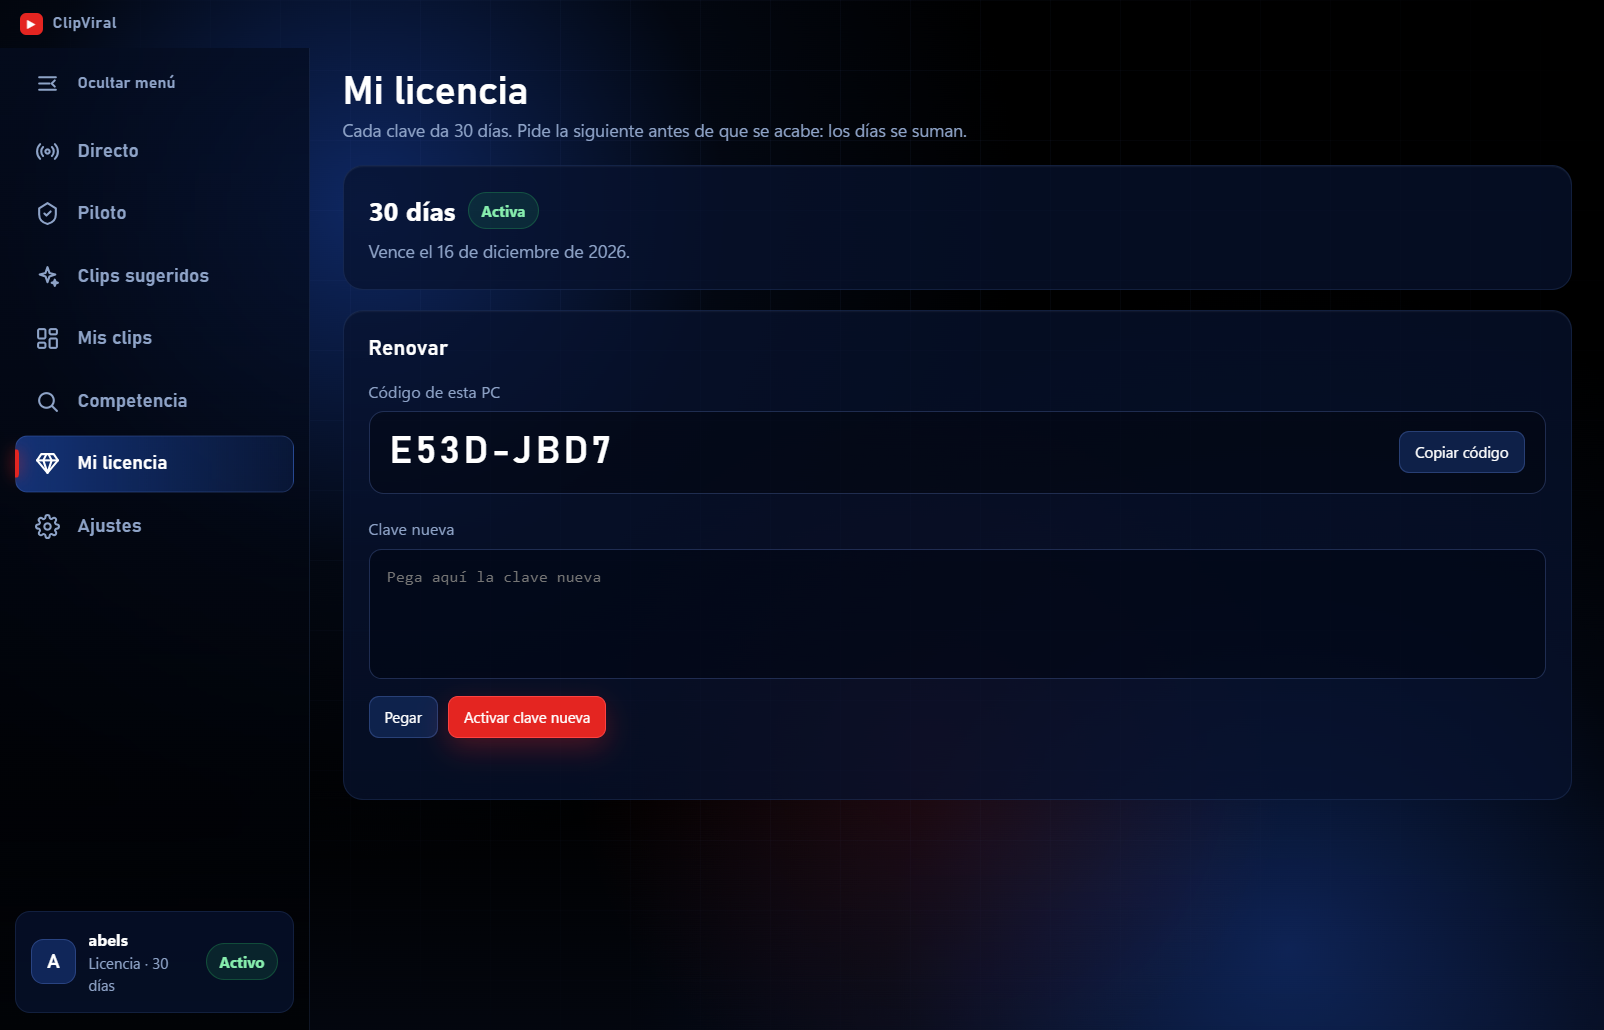 ClipViral
Ocultar menú
Directo
Piloto
Clips sugeridos
Mis clips
Competencia
Mi licencia
Ajustes
abels
Licencia · 30
días
Activo
A
Mi licencia
Cada clave da 30 días. Pide la siguiente antes de que se acabe: los días se suman.
30 días Activa
Vence el 16 de diciembre de 2026.
Renovar
Código de esta PC
E53D-JBD7
Copiar código
Clave nueva
Pega aquí la clave nueva
Pegar Activar clave nueva